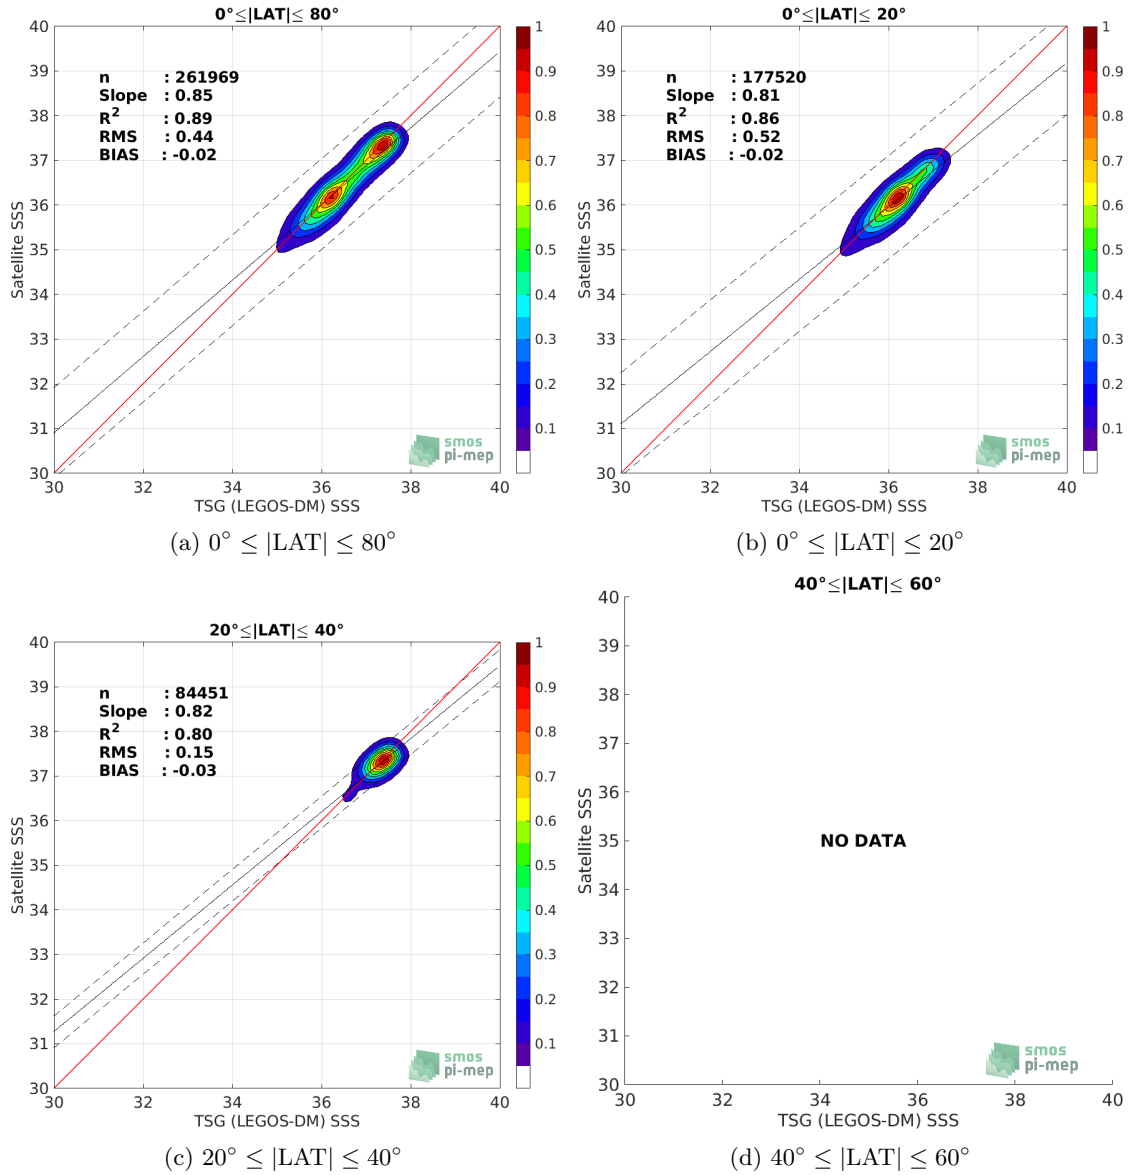 0°≤|LAT|≤ 80°
40
39
38
37
36
35
34
33
32
31
30
Satellite SSS
n : 261969
Slope : 0.85
R² : 0.89
RMS : 0.44
BIAS : -0.02
smos
pi-mep
30 32 34 36 38 40
TSG (LEGOS-DM) SSS
1
0.9
0.8
0.7
0.6
0.5
0.4
0.3
0.2
0.1
(a) 0° ≤ |LAT| ≤ 80°
0°≤|LAT|≤ 20°
40
39
38
37
36
35
34
33
32
31
30
Satellite SSS
n : 177520
Slope : 0.81
R² : 0.86
RMS : 0.52
BIAS : -0.02
smos
pi-mep
30 32 34 36 38 40
TSG (LEGOS-DM) SSS
1
0.9
0.8
0.7
0.6
0.5
0.4
0.3
0.2
0.1
(b) 0° ≤ |LAT| ≤ 20°
20°≤|LAT|≤ 40°
40
39
38
37
36
35
34
33
32
31
30
Satellite SSS
n : 84451
Slope : 0.82
R² : 0.80
RMS : 0.15
BIAS : -0.03
smos
pi-mep
30 32 34 36 38 40
TSG (LEGOS-DM) SSS
1
0.9
0.8
0.7
0.6
0.5
0.4
0.3
0.2
0.1
(c) 20° ≤ |LAT| ≤ 40°
40°≤|LAT|≤ 60°
40
39
38
37
36
35
34
33
32
31
30
Satellite SSS
NO DATA
smos
pi-mep
30 32 34 36 38 40
TSG (LEGOS-DM) SSS
(d) 40° ≤ |LAT| ≤ 60°